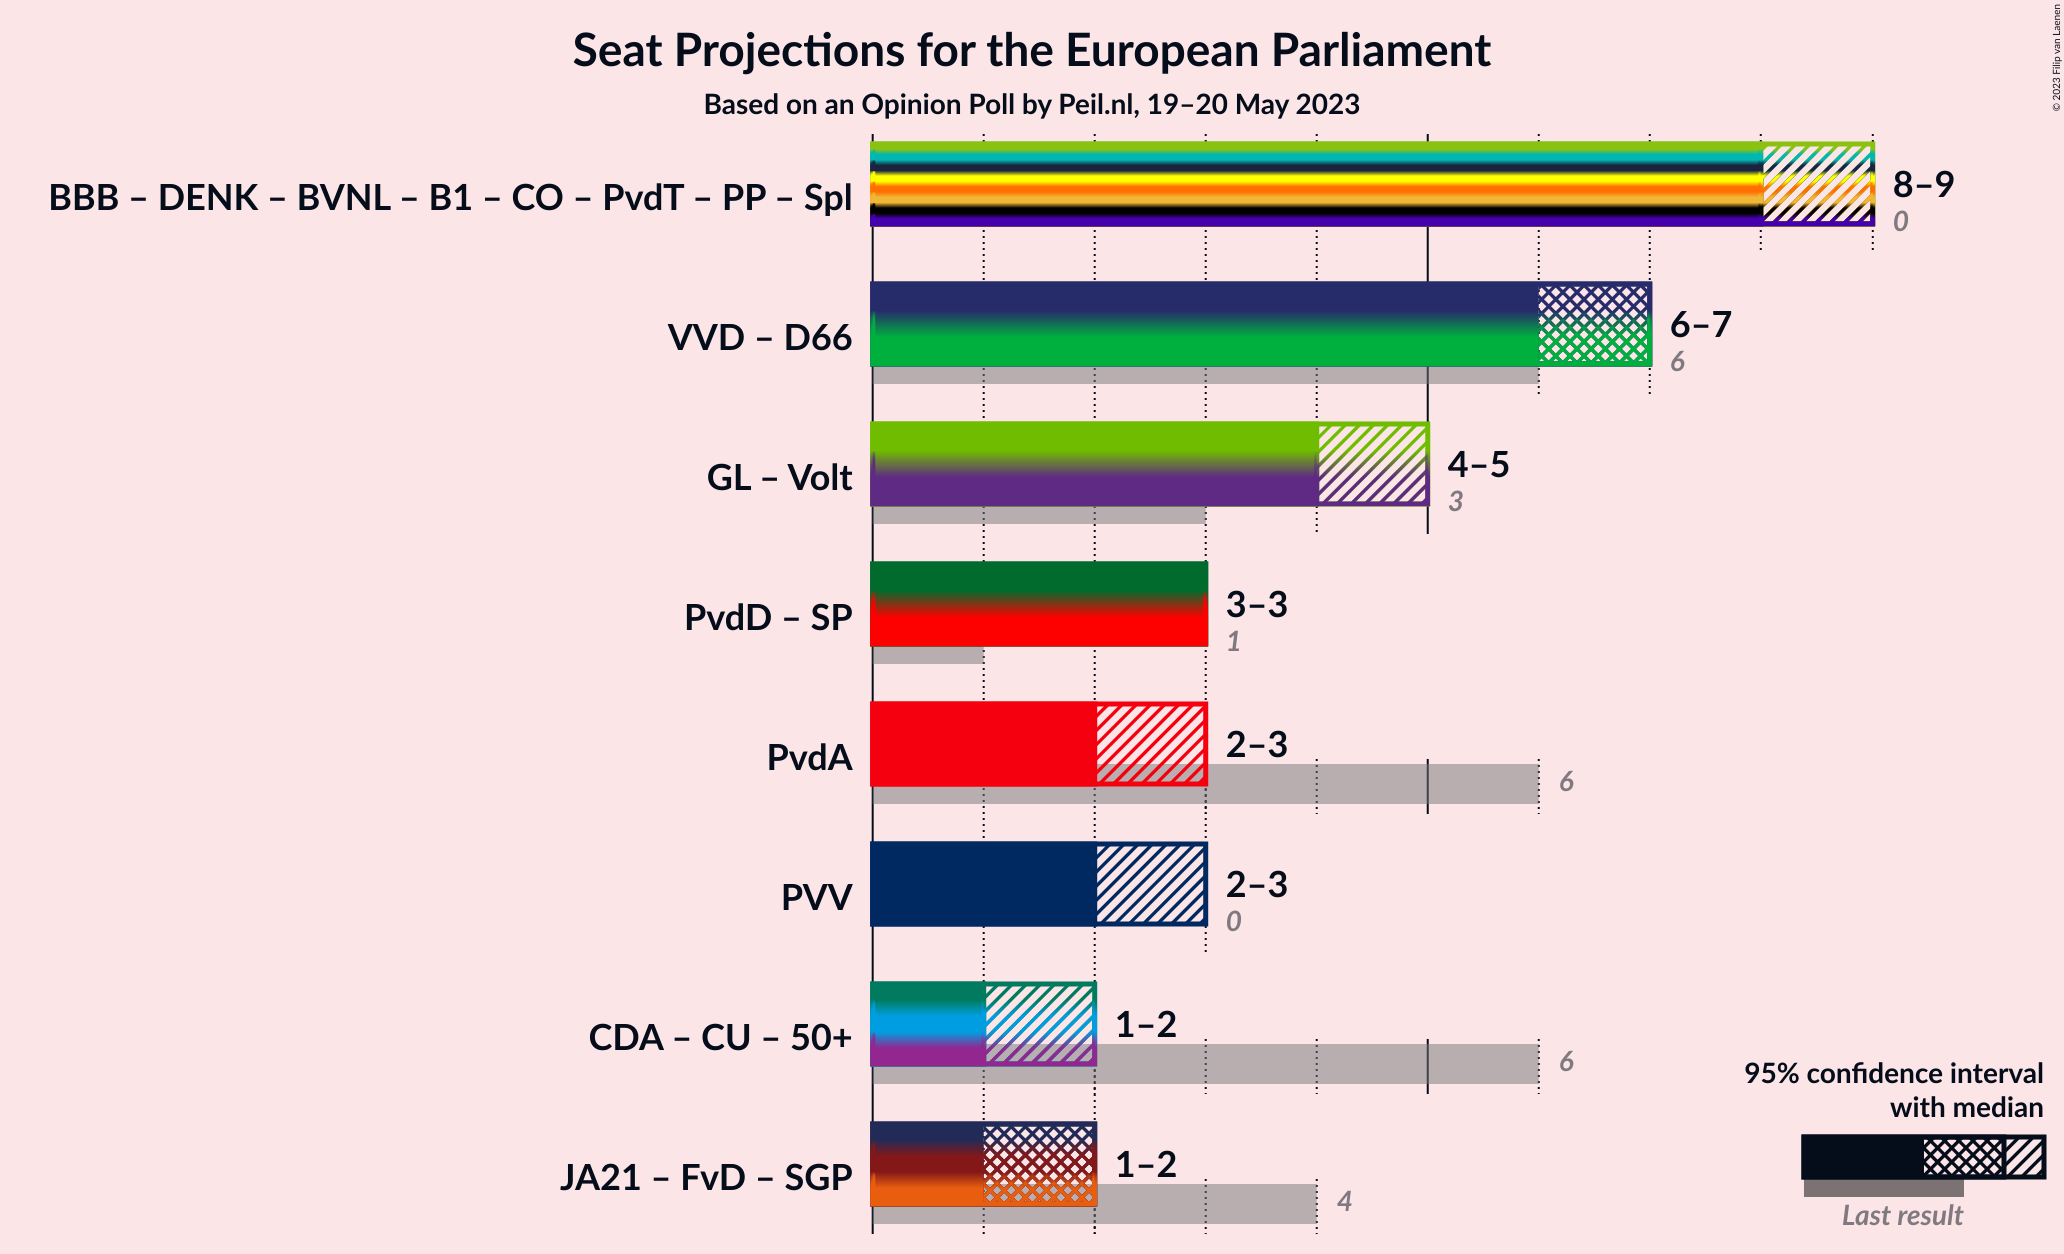 Seat Projections for the European Parliament
Based on an Opinion Poll by Peil.nl, 19–20 May 2023
© 2023 Filip van Laenen
BBB – DENK – BVNL – B1 – CO – PvdT – PP – Spl
8–9
0
VVD – D66
6–7
6
GL – Volt
4–5
3
PvdD – SP
3–3
1
PvdA
2–3
6
PVV
2–3
0
CDA – CU – 50+
1–2
6
JA21 – FvD – SGP
1–2
4
95% confidence interval
with median
Last result